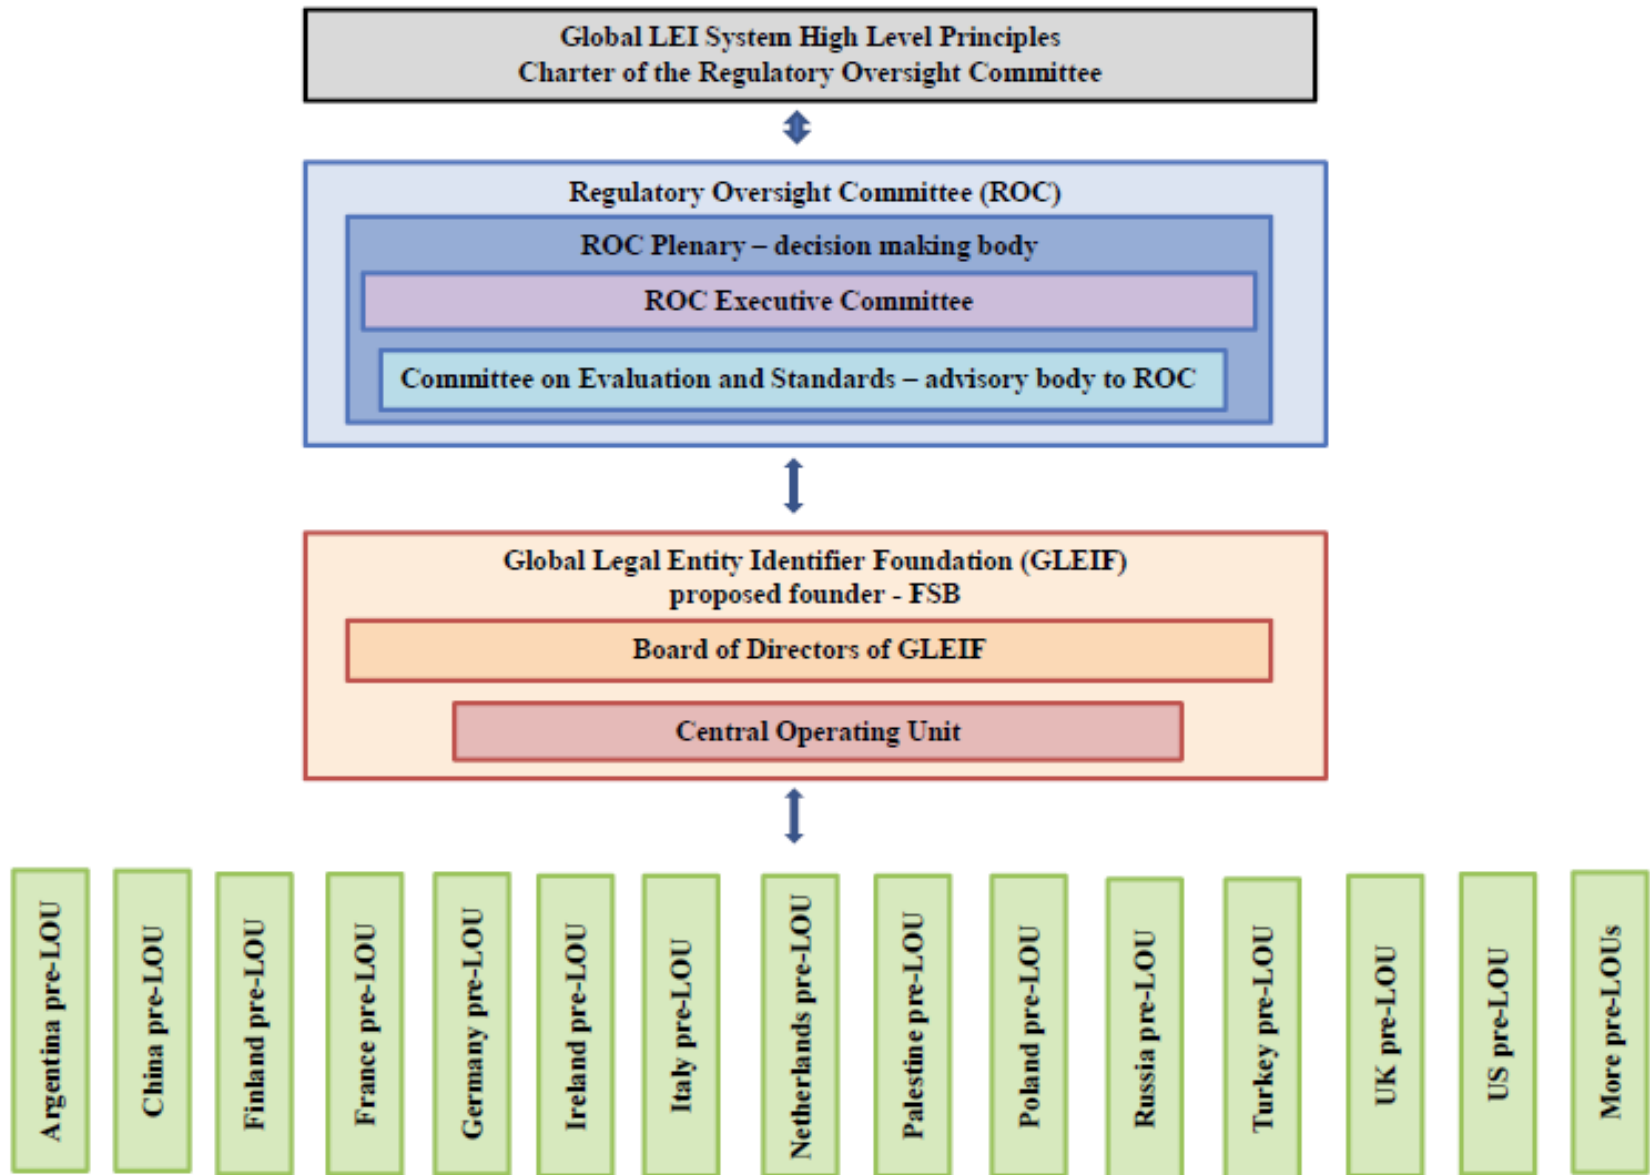 Global LEI System High Level Principles
Charter of the Regulatory Oversight Committee
Regulatory Oversight Committee (ROC)
ROC Plenary – decision making body
ROC Executive Committee
Committee on Evaluation and Standards – advisory body to ROC
Global Legal Entity Identifier Foundation (GLEIF)
proposed founder - FSB
Board of Directors of GLEIF
Central Operating Unit
Argentina pre-LOU
China pre-LOU
Finland pre-LOU
France pre-LOU
Germany pre-LOU
Ireland pre-LOU
Italy pre-LOU
Netherlands pre-LOU
Palestine pre-LOU
Poland pre-LOU
Russia pre-LOU
Turkey pre-LOU
UK pre-LOU
US pre-LOU
More pre-LOUs